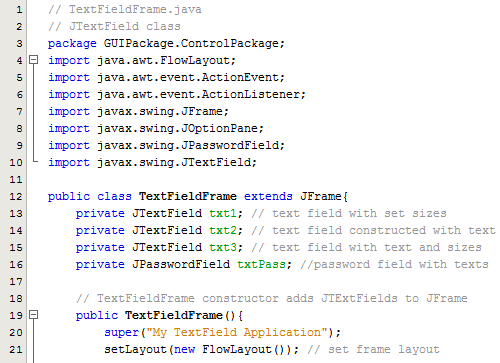 1 // TextFieldFrame.java
2 // JTextField class
3 package GUIPackage.ControlPackage;
4 import java.awt.FlowLayout;
5 import java.awt.event.ActionEvent;
6 import java.awt.event.ActionListener;
7 import javax.swing.JFrame;
8 import javax.swing.JOptionPane;
9 import javax.swing.JPasswordField;
10 import javax.swing.JTextField;
11
12 public class TextFieldFrame extends JFrame{
13 private JTextField txt1; // text field with set sizes
14 private JTextField txt2; // text field constructed with text
15 private JTextField txt3; // text field with text and sizes
16 private JPasswordField txtPass; //password field with texts
17
18 // TextFieldFrame constructor adds JTExtFields to JFrame
19 public TextFieldFrame(){
20 super("My TextField Application");
21 setLayout(new FlowLayout()); // set frame layout